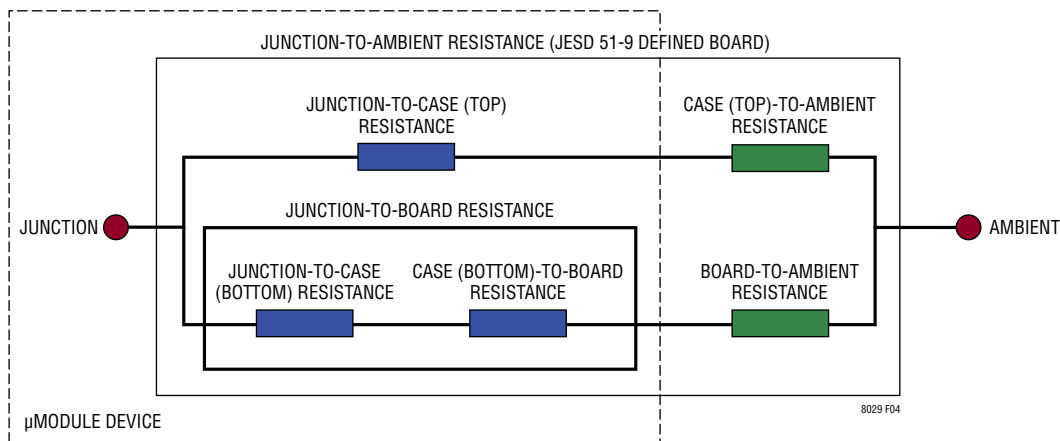 JUNCTION-TO-AMBIENT RESISTANCE (JESD 51-9 DEFINED BOARD)
JUNCTION-TO-CASE (TOP)
RESISTANCE
CASE (TOP)-TO-AMBIENT
RESISTANCE
JUNCTION
JUNCTION-TO-BOARD RESISTANCE
AMBIENT
JUNCTION-TO-CASE
(BOTTOM) RESISTANCE
CASE (BOTTOM)-TO-BOARD
RESISTANCE
BOARD-TO-AMBIENT
RESISTANCE
8029 F04
µMODULE DEVICE